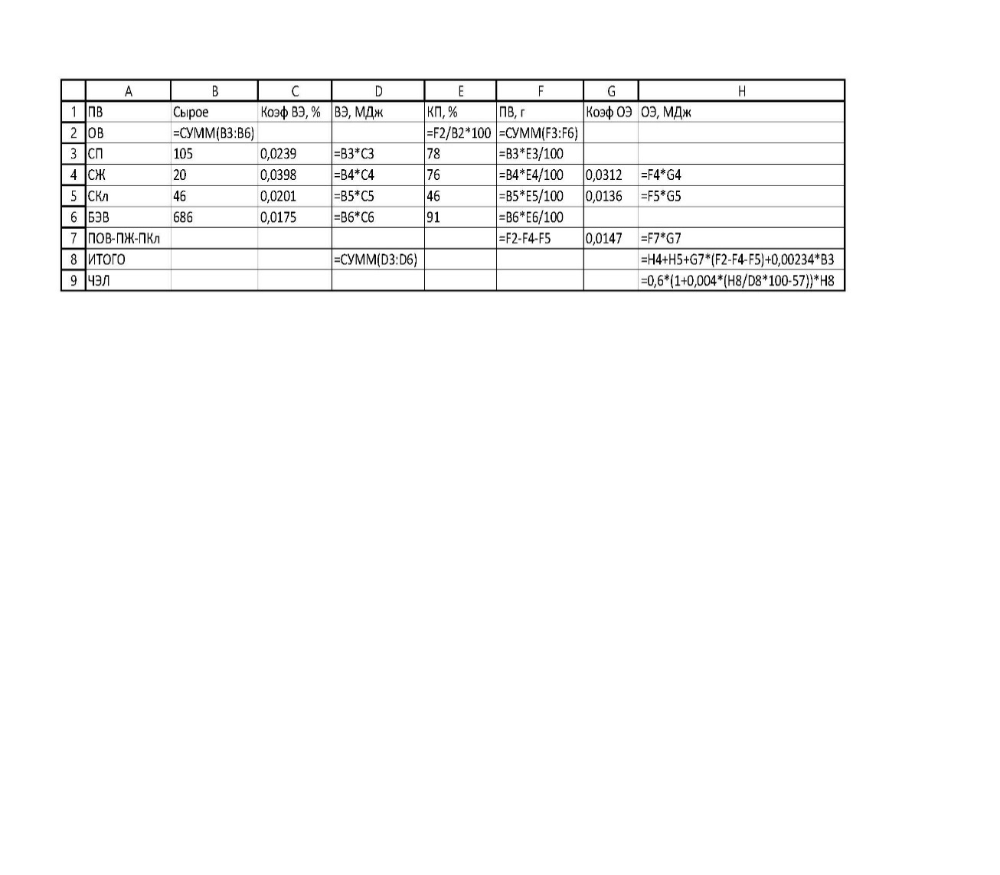 A B C D E F G H
1 ПВ Сырое Коэф ВЭ, % ВЭ, МДж КП, % ПВ, г Коэф ОЭ ОЭ, МДж
2 ОВ =СУММ(B3:B6) =F2/B2*100 =СУММ(F3:F6)
3 СП 105 0,0239 =B3*C3 78 =B3*E3/100
4 СЖ 20 0,0398 =B4*C4 76 =B4*E4/100 0,0312 =F4*G4
5 СКл 46 0,0201 =B5*C5 46 =B5*E5/100 0,0136 =F5*G5
6 БЭВ 686 0,0175 =B6*C6 91 =B6*E6/100
7 ПОВ-ПЖ-ПКл =F2-F4-F5 0,0147 =F7*G7
8 ИТОГО =СУММ(D3:D6) =H4+H5+G7*(F2-F4-F5)+0,00234*B3
9 ЧЭЛ =0,6*(1+0,004*(H8/D8*100-57))*H8